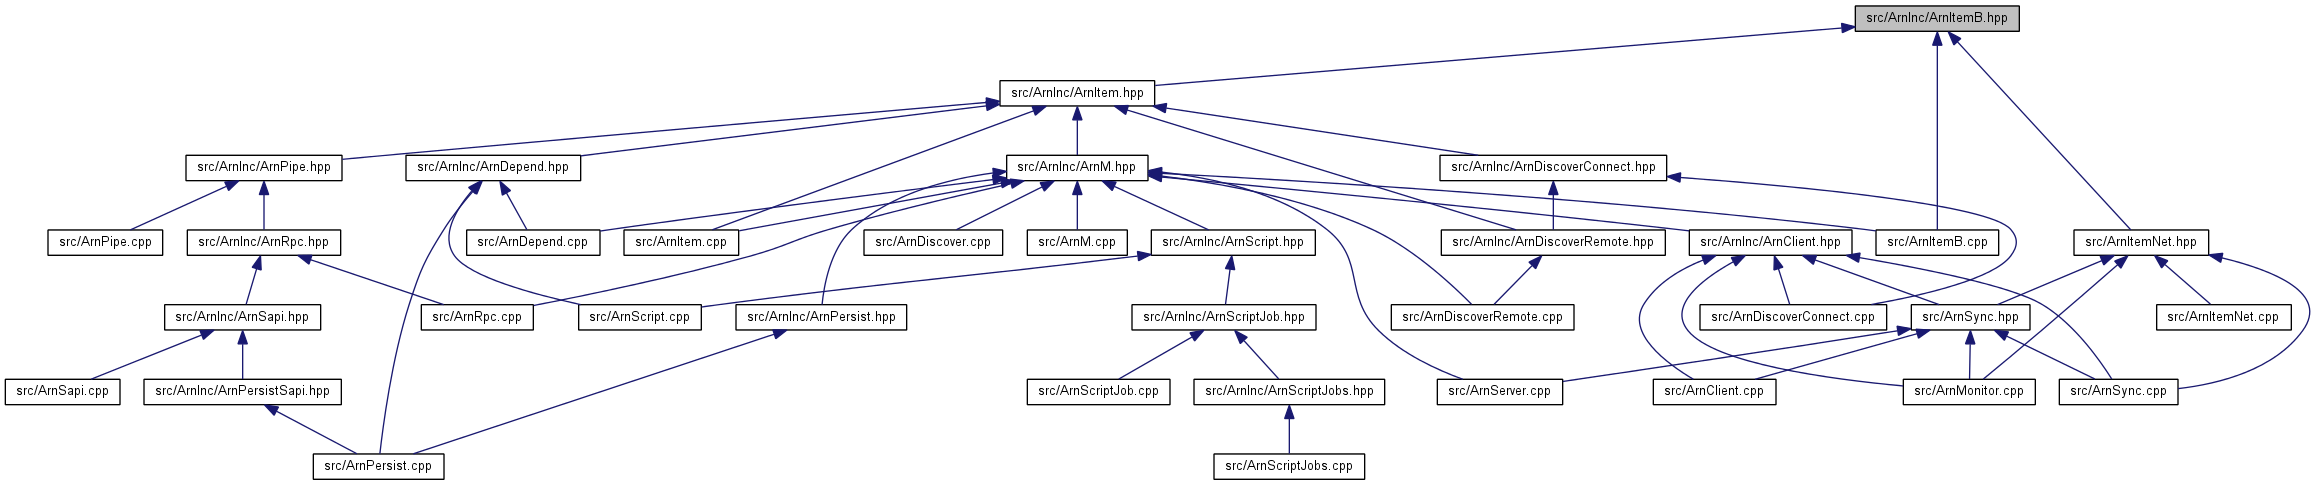 src/ArnInc/ArnItemB.hpp
src/ArnInc/ArnItem.hpp
src/ArnInc/ArnPipe.hpp
src/ArnInc/ArnDepend.hpp
src/ArnInc/ArnM.hpp
src/ArnInc/ArnDiscoverConnect.hpp
src/ArnPipe.cpp
src/ArnInc/ArnRpc.hpp
src/ArnDepend.cpp
src/ArnItem.cpp
src/ArnDiscover.cpp
src/ArnM.cpp
src/ArnInc/ArnScript.hpp
src/ArnInc/ArnDiscoverRemote.hpp
src/ArnInc/ArnClient.hpp
src/ArnItemB.cpp
src/ArnItemNet.hpp
src/ArnInc/ArnSapi.hpp
src/ArnRpc.cpp
src/ArnScript.cpp
src/ArnInc/ArnPersist.hpp
src/ArnInc/ArnScriptJob.hpp
src/ArnDiscoverRemote.cpp
src/ArnDiscoverConnect.cpp
src/ArnSync.hpp
src/ArnItemNet.cpp
src/ArnSapi.cpp
src/ArnInc/ArnPersistSapi.hpp
src/ArnScriptJob.cpp
src/ArnInc/ArnScriptJobs.hpp
src/ArnServer.cpp
src/ArnClient.cpp
src/ArnMonitor.cpp
src/ArnSync.cpp
src/ArnPersist.cpp
src/ArnScriptJobs.cpp